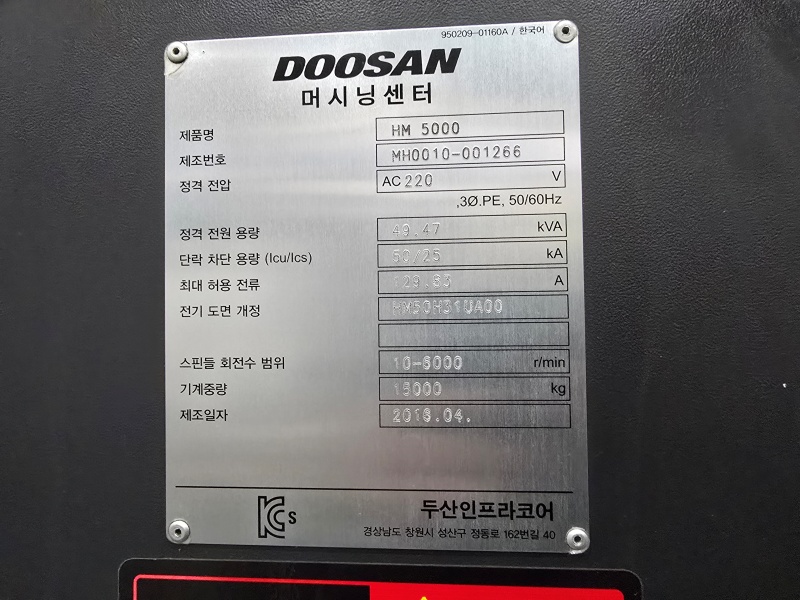 950209-01160A / 한국어
DOOSAN
머시닝센터
제품명 HM 5000
제조번호 MH0010-001266
정격 전압 AC 220 V
,3Ø.PE, 50/60Hz
정격 전원 용량 49.47 kVA
단락 차단 용량 (Icu/Ics) 50/25 kA
최대 허용 전류 129.83 A
전기 도면 개정 HM50H31UA00
스핀들 회전수 범위 10-6000 r/min
기계중량 15000 kg
제조일자 2016.04.
KC s
두산인프라코어
경상남도 창원시 성산구 정동로 162번길 40